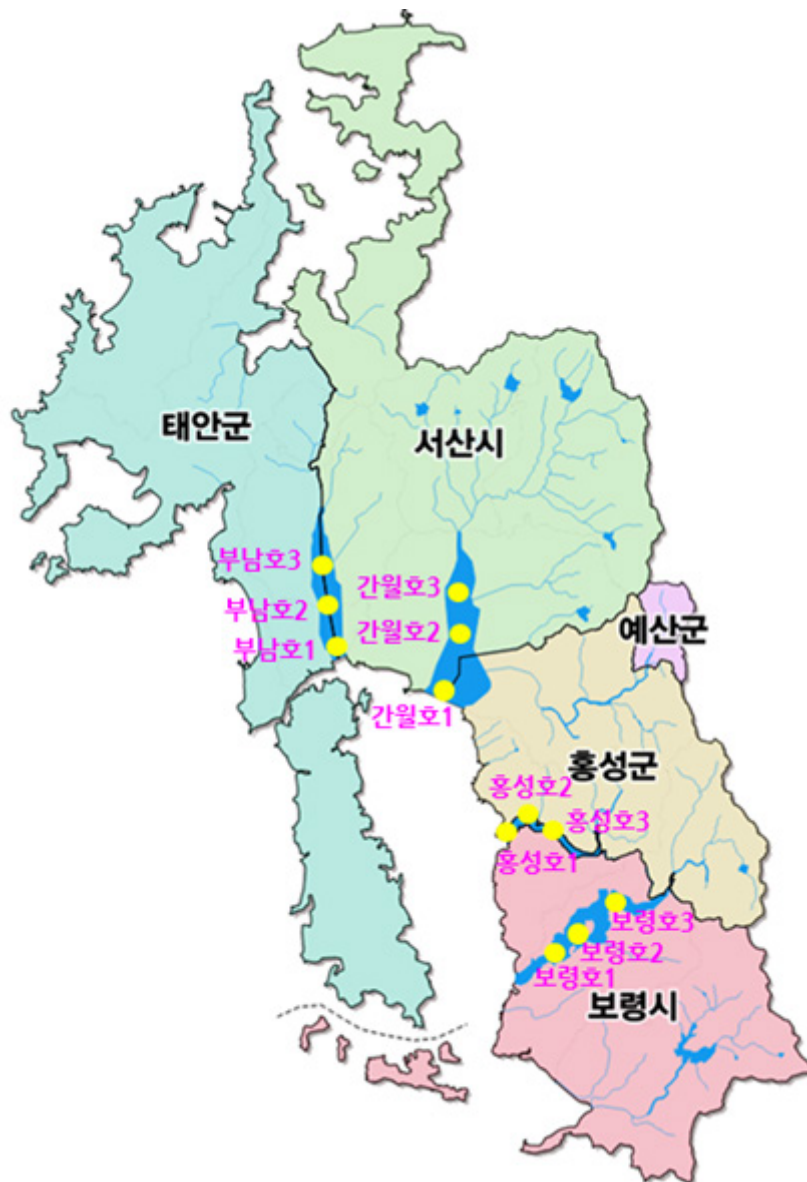 태안군
서산시
부남호3
간월호3
부남호2
간월호2
예산군
부남호1
간월호1
홍성군
홍성호2
홍성호3
홍성호1
보령호3
보령호2
보령호1
보령시